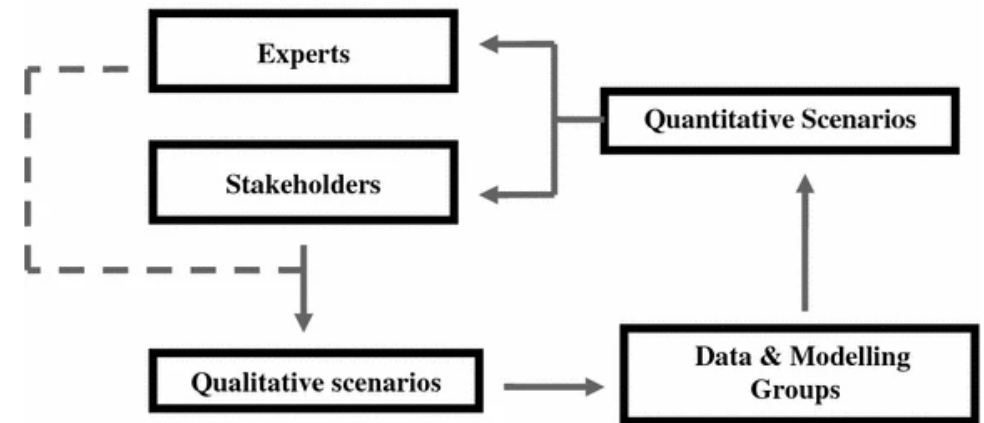 Experts
Quantitative Scenarios
Stakeholders
Qualitative scenarios
Data & Modelling
Groups